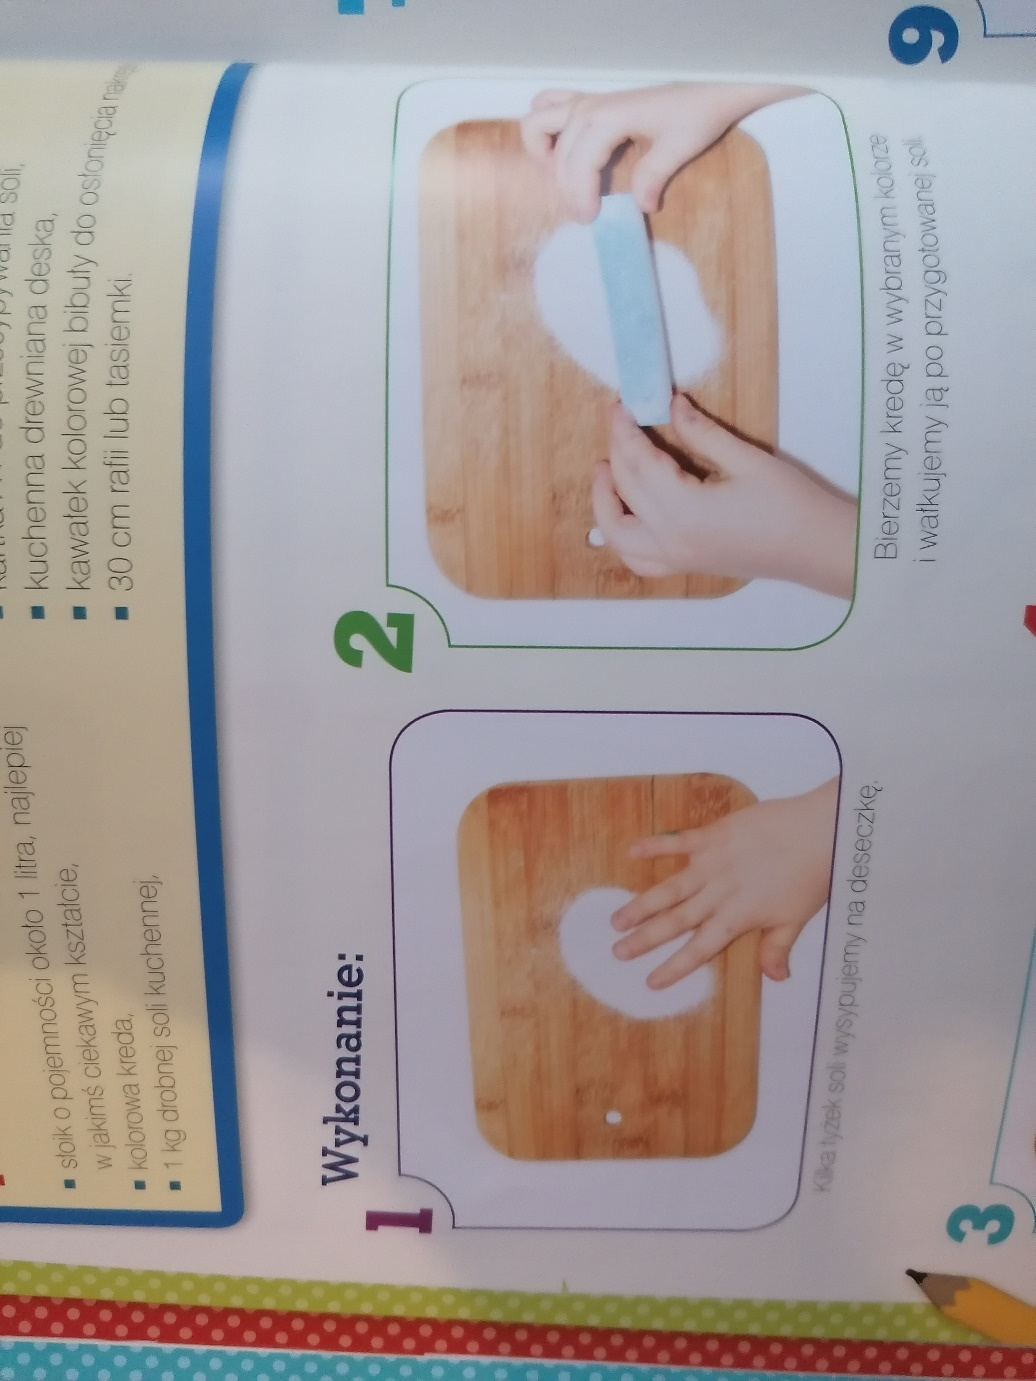 słoik o pojemności około 1 litra, najlepiej
w jakimś ciekawym kształcie,
kolorowa kreda,
1 kg drobnej soli kuchennej,
soli,
kuchenna drewniana deska,
kawałek kolorowej bibuły do osłonięcia
30 cm rafii lub tasiemki.
Wykonanie:
1
Kilka łyżek soli wysypujemy na deseczkę.
2
Bierzemy kredę w wybranym kolorze
i wałkujemy ją po przygotowanej soli.
3
9